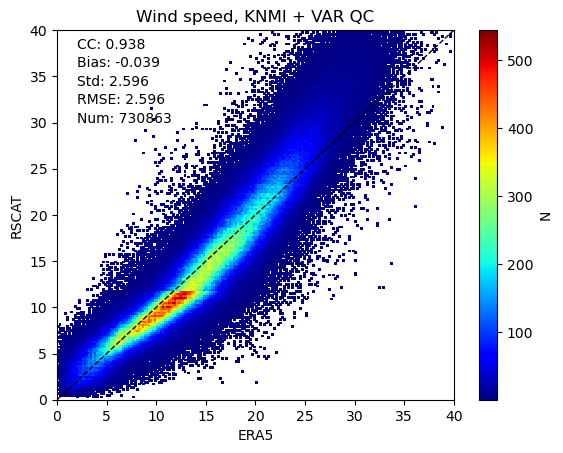 Wind speed, KNMI + VAR QC
CC: 0.938
Bias: -0.039
Std: 2.596
RMSE: 2.596
Num: 730863
40
35
30
25
20
15
10
5
0
RSCAT
0 5 10 15 20 25 30 35 40
ERA5
500
400
300
200
100
N